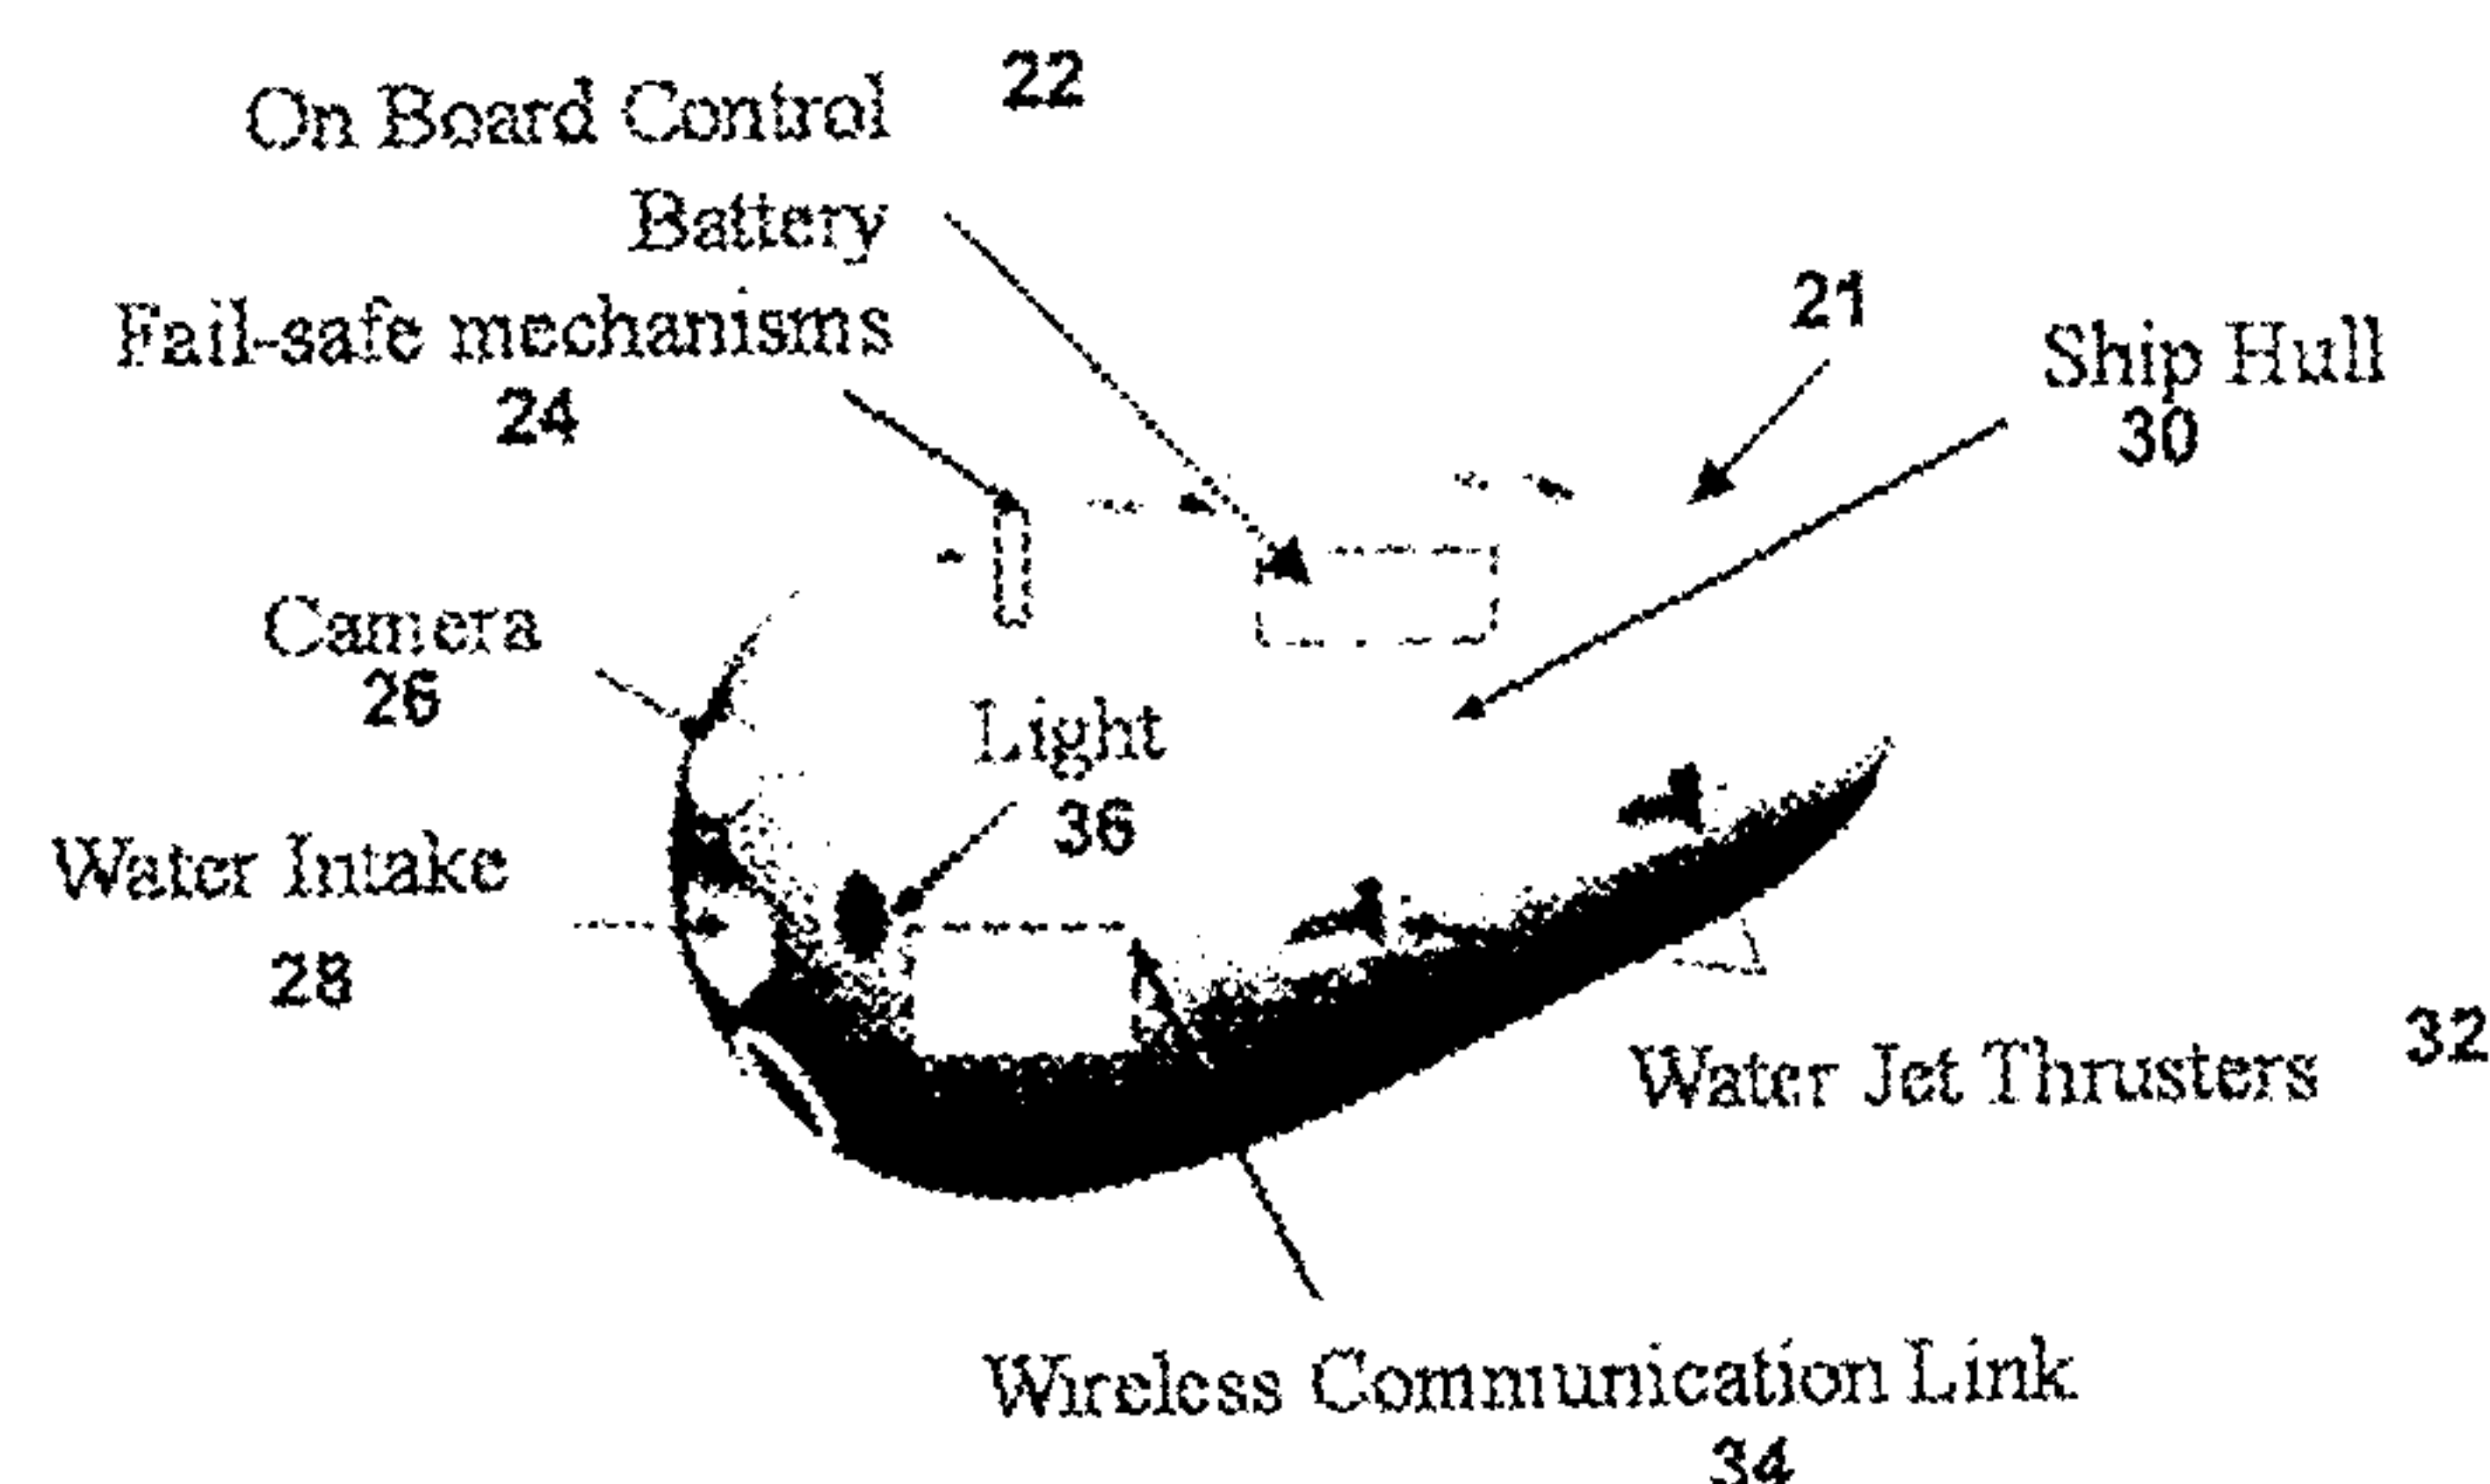 On Board Control 22
Battery
Fail-safe mechanisms
24
21
Ship Hull
30
Camera
26
Light
36
Water Intake
28
Water Jet Thrusters 32
Wireless Communication Link
34